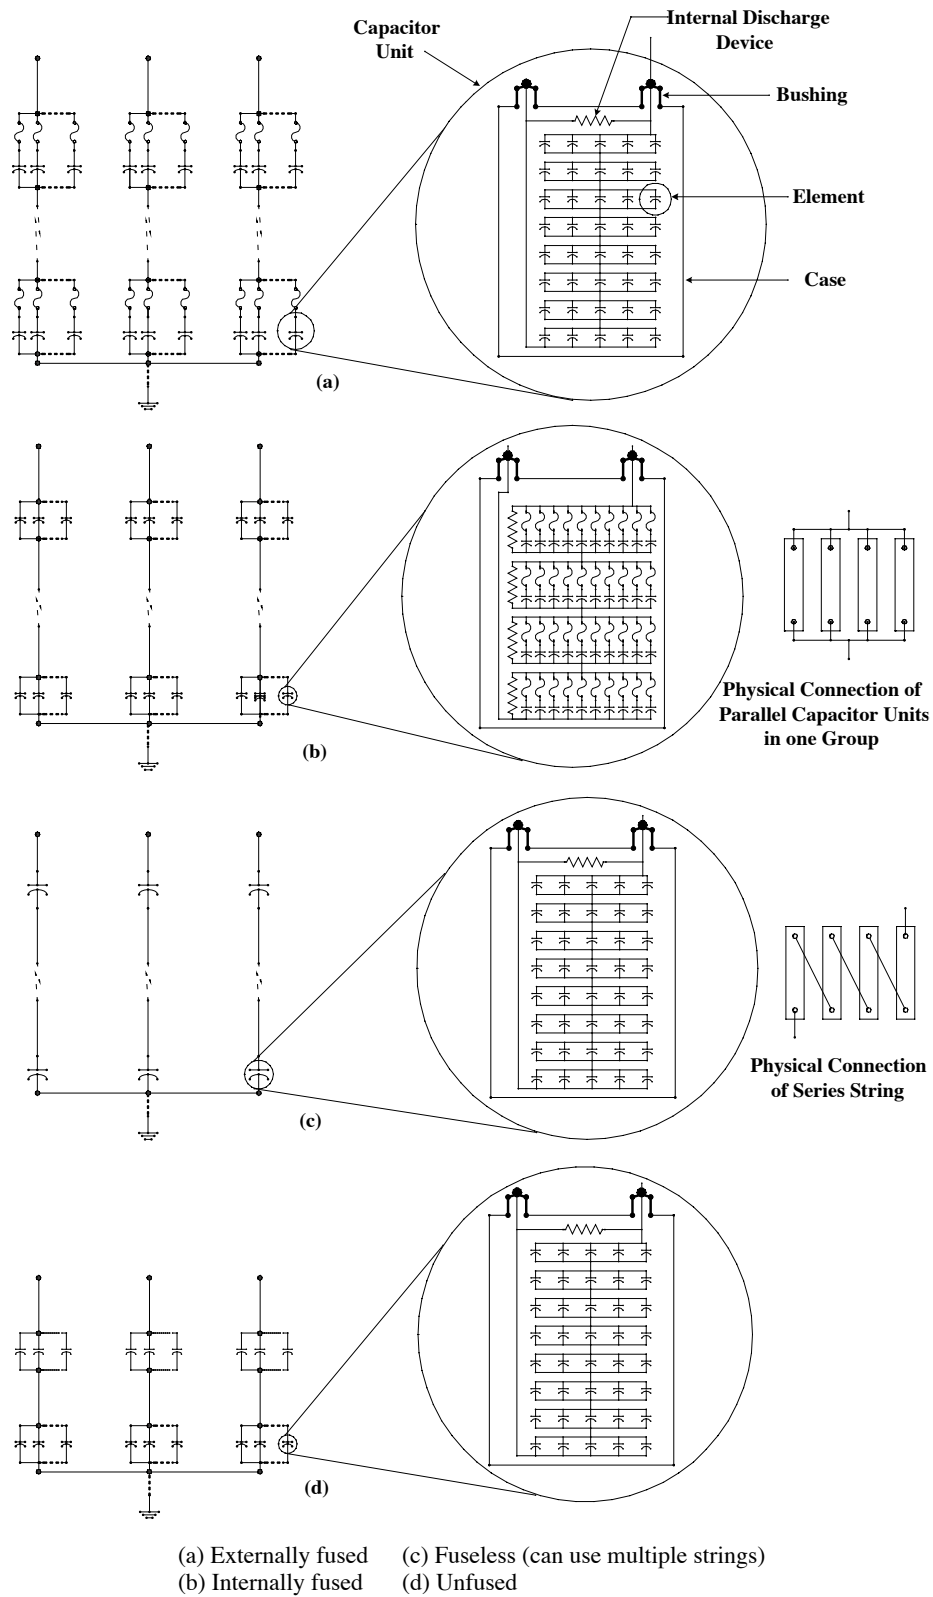 Capacitor
Unit
Internal Discharge
Device
Bushing
Element
Case
(a)
(b)
Physical Connection of
Parallel Capacitor Units
in one Group
(c)
Physical Connection
of Series String
(d)
(a) Externally fused (c) Fuseless (can use multiple strings)
(b) Internally fused (d) Unfused